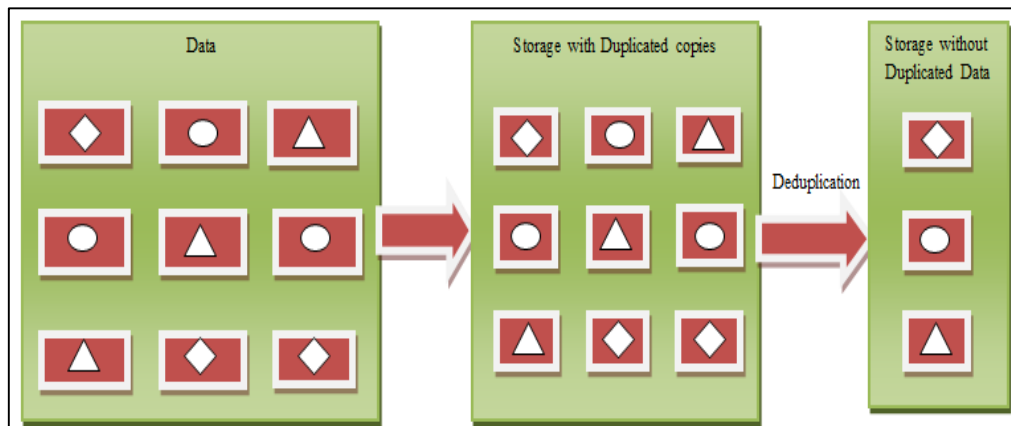 Data
Storage with Duplicated copies
Storage without
Duplicated Data
Deduplication